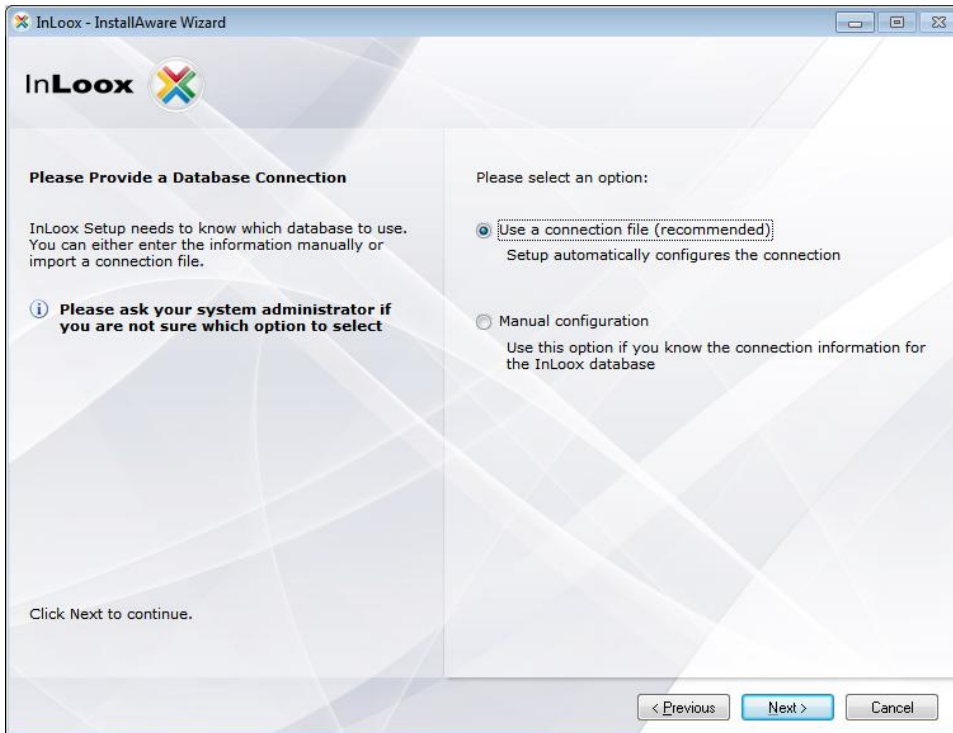 InLoox - InstallAware Wizard
InLoox
Please Provide a Database Connection
InLoox Setup needs to know which database to use.
You can either enter the information manually or
import a connection file.
Please ask your system administrator if
you are not sure which option to select
Click Next to continue.
Please select an option:
Use a connection file (recommended)
Setup automatically configures the connection
Manual configuration
Use this option if you know the connection information for
the InLoox database
< Previous
Next >
Cancel